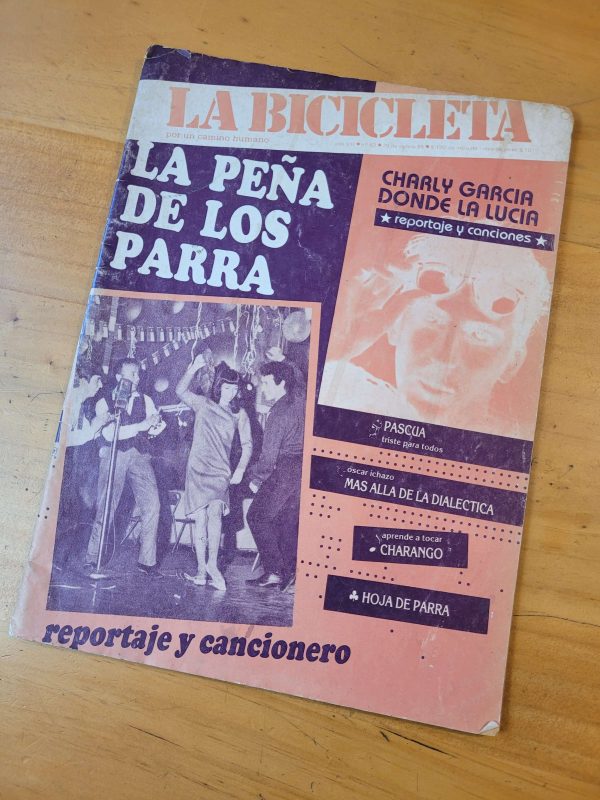 LA BICICLETA
por un camino humano
LA PEÑA
DE LOS
PARRA
CHARLY GARCIA
DONDE LA LUCIA
★ reportaje y canciones ★
PASCUA
triste para todos
oscar ichazo
MAS ALLA DE LA DIALECTICA
aprende a tocar
CHARANGO
♣ HOJA DE PARRA
reportaje y cancionero